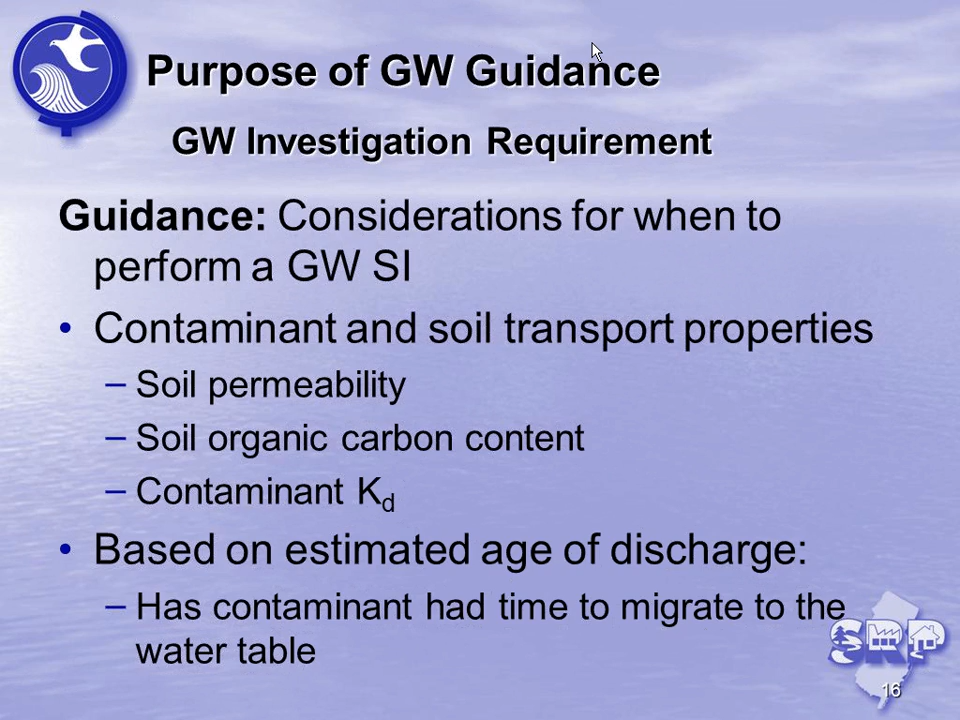 Purpose of GW Guidance
GW Investigation Requirement
Guidance: Considerations for when to
perform a GW SI
• Contaminant and soil transport properties
– Soil permeability
– Soil organic carbon content
– Contaminant Kd
• Based on estimated age of discharge:
– Has contaminant had time to migrate to the
water table
SRP
16